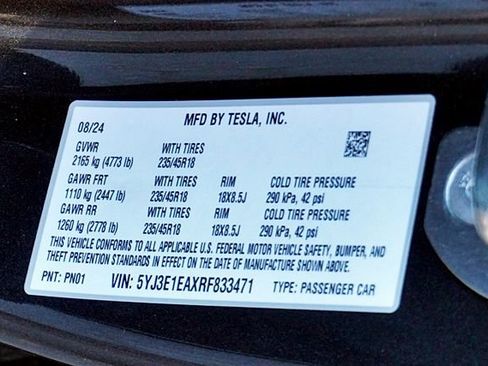 MFD BY TESLA, INC.
08/24
GVWR WITH TIRES
2165 kg (4773 lb) 235/45R18
GAWR FRT WITH TIRES RIM COLD TIRE PRESSURE
1110 kg (2447 lb) 235/45R18 18X8.5J 290 kPa, 42 psi
GAWR RR WITH TIRES RIM COLD TIRE PRESSURE
1260 kg (2778 lb) 235/45R18 18X8.5J 290 kPa, 42 psi
THIS VEHICLE CONFORMS TO ALL APPLICABLE U.S. FEDERAL MOTOR VEHICLE SAFETY, BUMPER, AND
THEFT PREVENTION STANDARDS IN EFFECT ON THE DATE OF MANUFACTURE SHOWN ABOVE.
PNT: PN01 VIN: 5YJ3E1EAXRF833471 TYPE: PASSENGER CAR